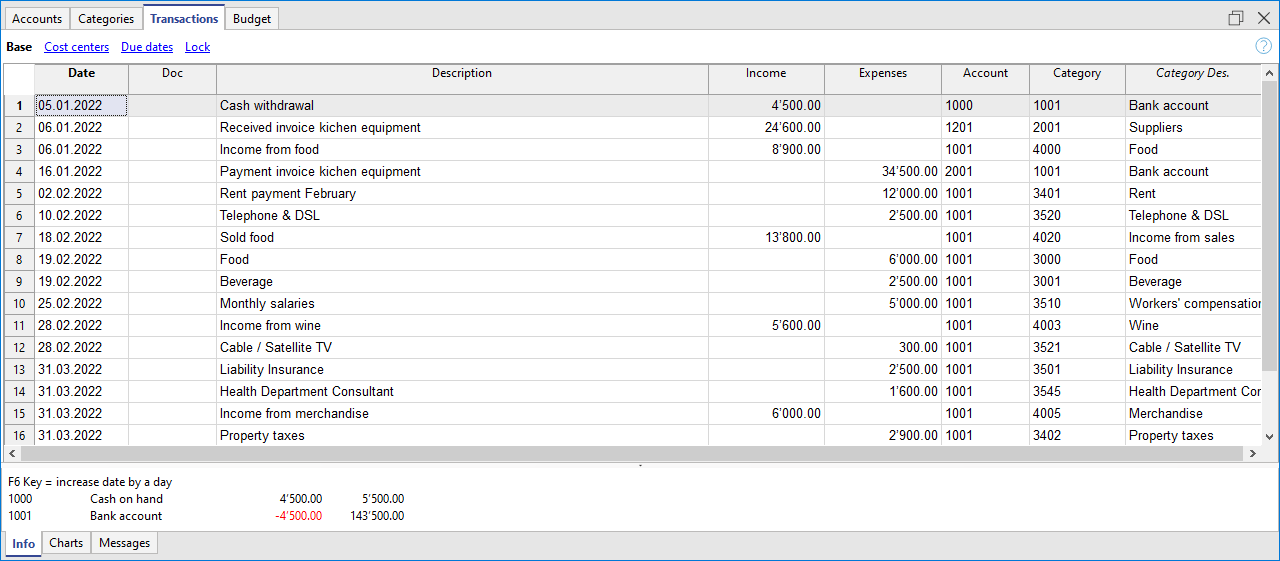 Accounts Categories Transactions Budget
Base Cost centers Due dates Lock ?
Date Doc Description Income Expenses Account Category Category Des.
1 05.01.2022 Cash withdrawal 4'500.00 1000 1001 Bank account
2 06.01.2022 Received invoice kichen equipment 24'600.00 1201 2001 Suppliers
3 06.01.2022 Income from food 8'900.00 1001 4000 Food
4 16.01.2022 Payment invoice kichen equipment 34'500.00 2001 1001 Bank account
5 02.02.2022 Rent payment February 12'000.00 1001 3401 Rent
6 10.02.2022 Telephone & DSL 2'500.00 1001 3520 Telephone & DSL
7 18.02.2022 Sold food 13'800.00 1001 4020 Income from sales
8 19.02.2022 Food 6'000.00 1001 3000 Food
9 19.02.2022 Beverage 2'500.00 1001 3001 Beverage
10 25.02.2022 Monthly salaries 5'000.00 1001 3510 Workers' compensation
11 28.02.2022 Income from wine 5'600.00 1001 4003 Wine
12 28.02.2022 Cable / Satellite TV 300.00 1001 3521 Cable / Satellite TV
13 31.03.2022 Liability Insurance 2'500.00 1001 3501 Liability Insurance
14 31.03.2022 Health Department Consultant 1'600.00 1001 3545 Health Department Con
15 31.03.2022 Income from merchandise 6'000.00 1001 4005 Merchandise
16 31.03.2022 Property taxes 2'900.00 1001 3402 Property taxes
F6 Key = increase date by a day
1000 Cash on hand 4'500.00 5'500.00
1001 Bank account -4'500.00 143'500.00
Info Charts Messages